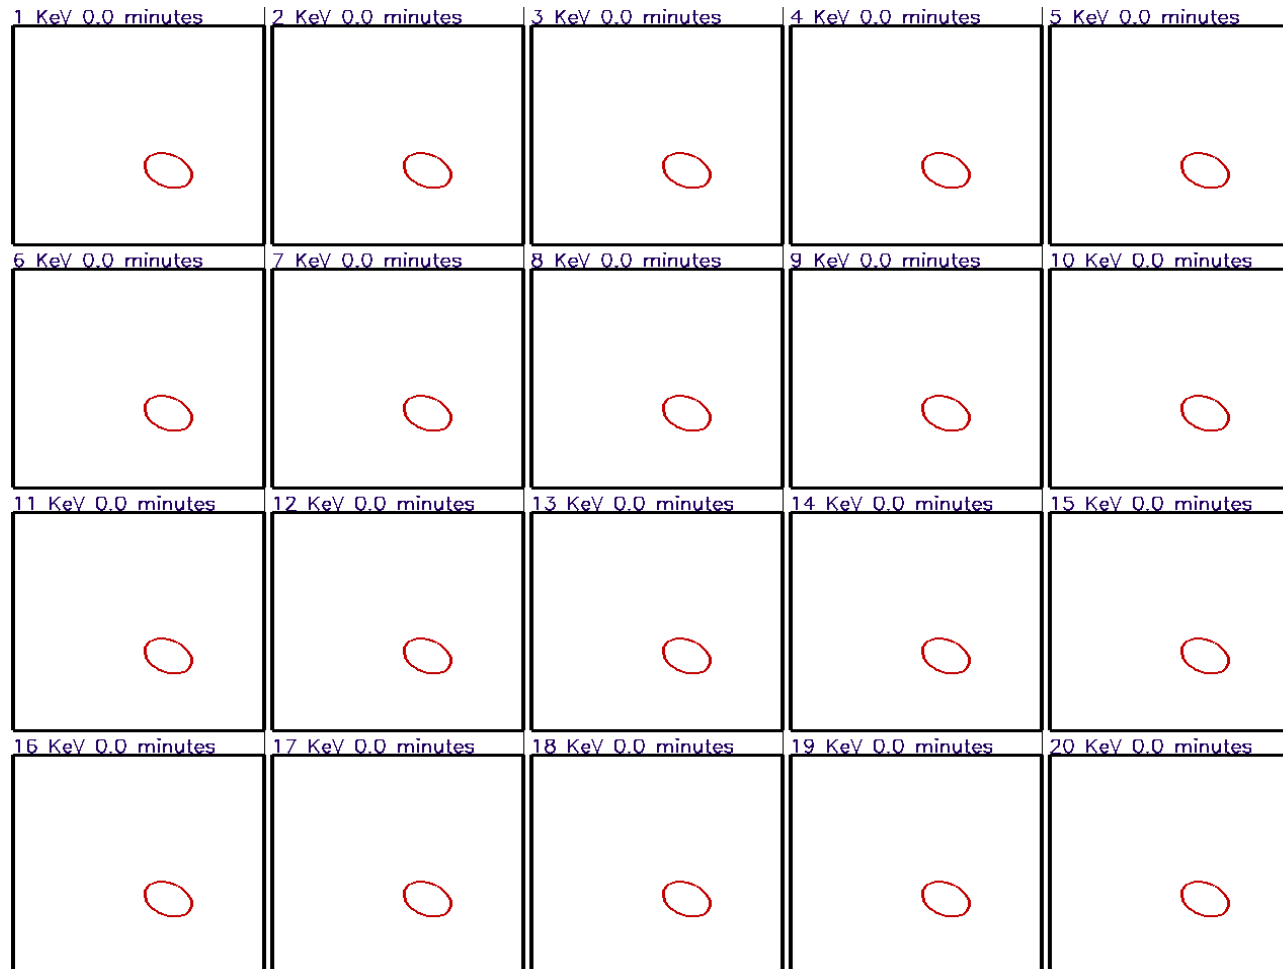 1 KeV 0.0 minutes
2 KeV 0.0 minutes
3 KeV 0.0 minutes
4 KeV 0.0 minutes
5 KeV 0.0 minutes
6 KeV 0.0 minutes
7 KeV 0.0 minutes
8 KeV 0.0 minutes
9 KeV 0.0 minutes
10 KeV 0.0 minutes
11 KeV 0.0 minutes
12 KeV 0.0 minutes
13 KeV 0.0 minutes
14 KeV 0.0 minutes
15 KeV 0.0 minutes
16 KeV 0.0 minutes
17 KeV 0.0 minutes
18 KeV 0.0 minutes
19 KeV 0.0 minutes
20 KeV 0.0 minutes